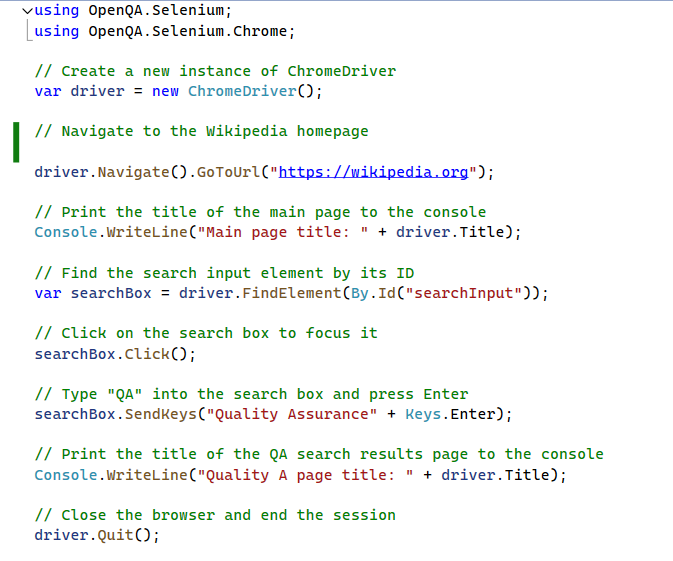 using OpenQA.Selenium;
using OpenQA.Selenium.Chrome;
// Create a new instance of ChromeDriver
var driver = new ChromeDriver();
// Navigate to the Wikipedia homepage
driver.Navigate().GoToUrl("https://wikipedia.org");
// Print the title of the main page to the console
Console.WriteLine("Main page title: " + driver.Title);
// Find the search input element by its ID
var searchBox = driver.FindElement(By.Id("searchInput"));
// Click on the search box to focus it
searchBox.Click();
// Type "QA" into the search box and press Enter
searchBox.SendKeys("Quality Assurance" + Keys.Enter);
// Print the title of the QA search results page to the console
Console.WriteLine("Quality A page title: " + driver.Title);
// Close the browser and end the session
driver.Quit();